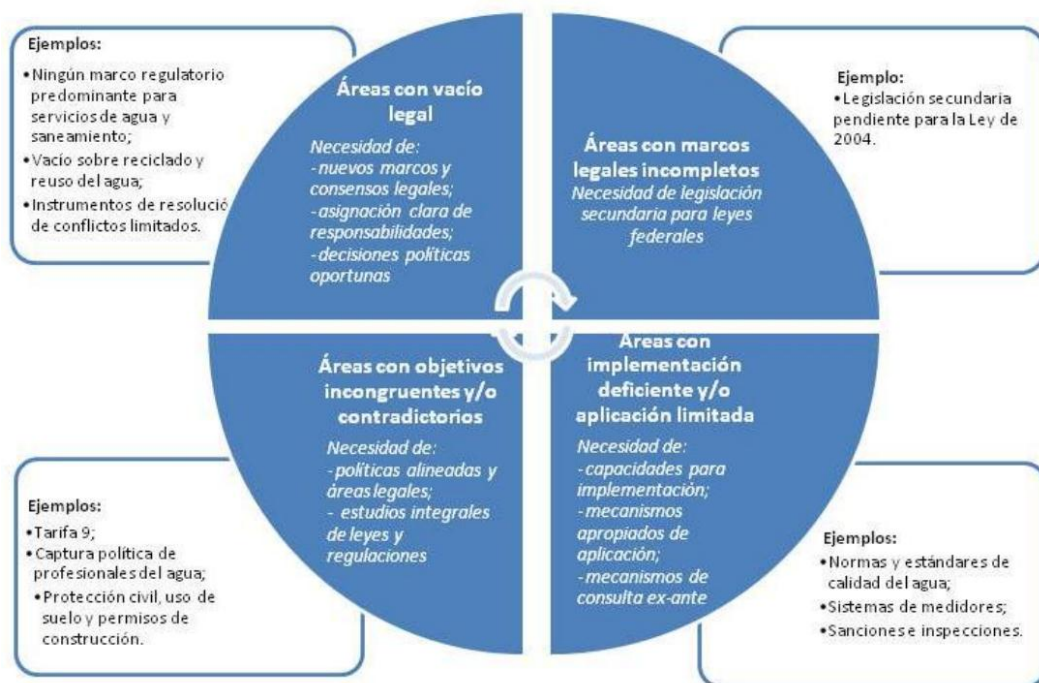 Ejemplos:
•Ningún marco regulatorio
predominante para
servicios de agua y
saneamiento;
•Vacío sobre reciclado y
reuso del agua;
•Instrumentos de resolució
de conflictos limitados.
Áreas con vacío
legal
Necesidad de:
-nuevos marcos y
consensos legales;
-asignación clara de
responsabilidades;
-decisiones políticas
oportunas
Áreas con marcos
legales incompletos
Necesidad de legislación
secundaria para leyes
federales
Ejemplo:
•Legislación secundaria
pendiente para la Ley de
2004.
Áreas con objetivos
incongruentes y/o
contradictorios
Necesidad de:
-políticas alineadas y
áreas legales;
- estudios integrales
de leyes y
regulaciones
Áreas con
implementación
deficiente y/o
aplicación limitada
Necesidad de:
-capacidades para
implementación;
-mecanismos
apropiados de
aplicación;
-mecanismos de
consulta ex-ante
Ejemplos:
•Tarifa 9;
•Captura política de
profesionales del agua;
•Protección civil, uso de
suelo y permisos de
construcción.
Ejemplos:
•Normas y estándares de
calidad del agua;
•Sistemas de medidores;
•Sanciones e inspecciones.